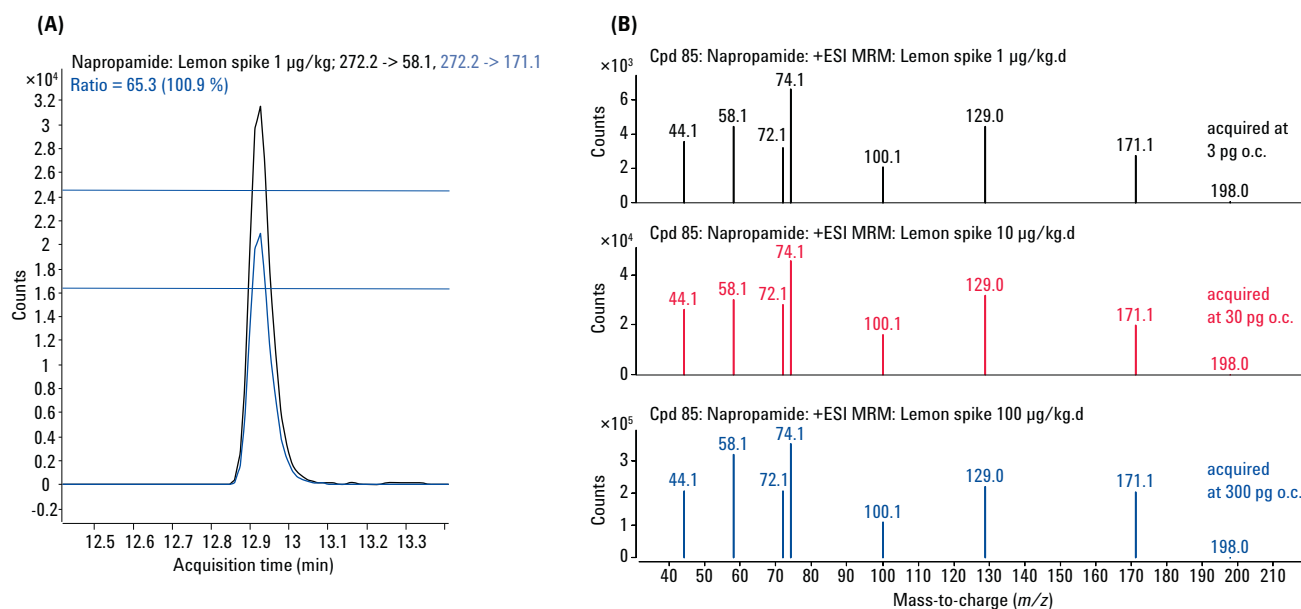 (A)
Napropamide: Lemon spike 1 µg/kg; 272.2 -> 58.1, 272.2 -> 171.1
×10⁴
Ratio = 65.3 (100.9 %)
3.2
3
2.8
2.6
2.4
2.2
2
1.8
1.6
1.4
1.2
1
0.8
0.6
0.4
0.2
0
-0.2
Counts
12.5 12.6 12.7 12.8 12.9 13 13.1 13.2 13.3
Acquisition time (min)
(B)
Cpd 85: Napropamide: +ESI MRM: Lemon spike 1 µg/kg.d
×10³
6
4
2
0
Counts
44.1 58.1 72.1 74.1 100.1 129.0 171.1 198.0
acquired at
3 pg o.c.
Cpd 85: Napropamide: +ESI MRM: Lemon spike 10 µg/kg.d
×10⁴
4
2
0
Counts
44.1 58.1 72.1 74.1 100.1 129.0 171.1 198.0
acquired
at 30 pg o.c.
Cpd 85: Napropamide: +ESI MRM: Lemon spike 100 µg/kg.d
×10⁵
3
2
1
0
Counts
44.1 58.1 72.1 74.1 100.1 129.0 171.1 198.0
acquired
at 300 pg o.c.
40 50 60 70 80 90 100 110 120 130 140 150 160 170 180 190 200 210
Mass-to-charge (m/z)